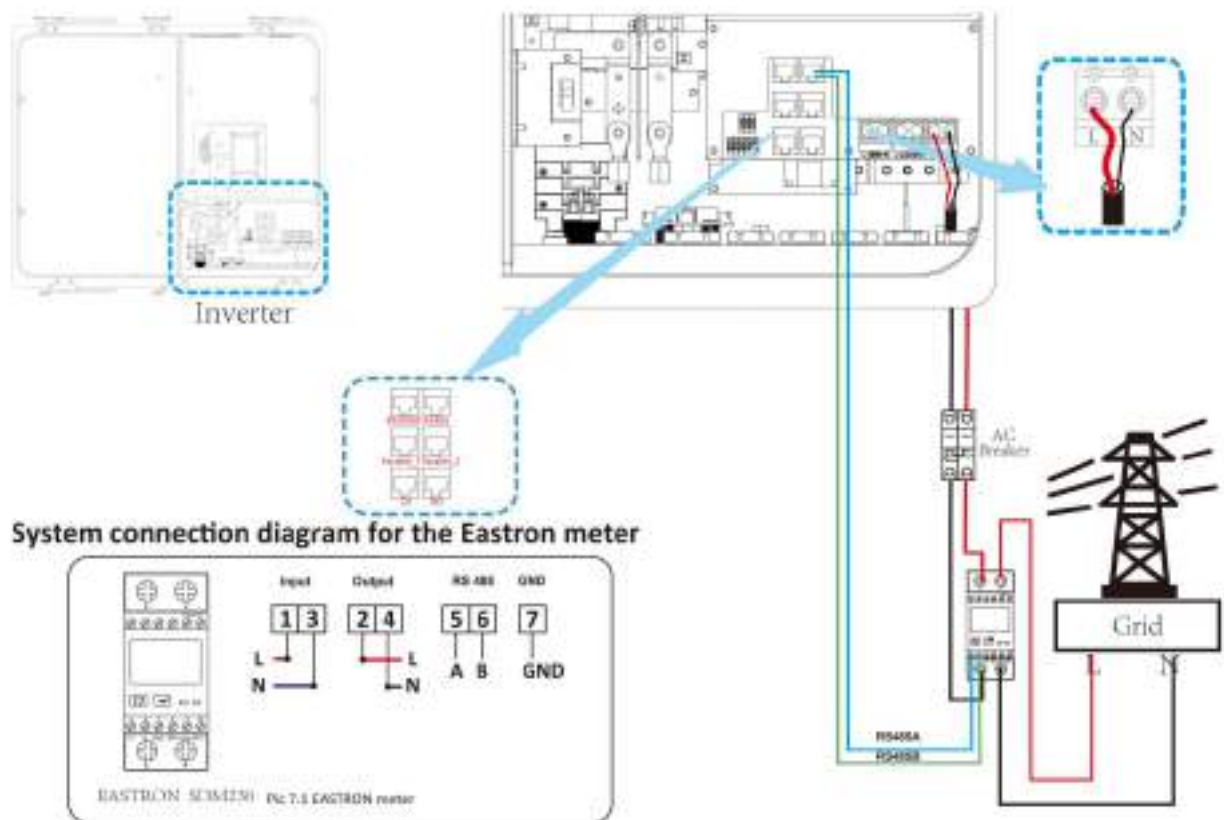 L N
Inverter
AC
Breaker
System connection diagram for the Eastron meter
Input Output RS 485 GND
1 3 2 4 5 6 7
L L A B GND
N N
EASTRON SDM230 Pic 7.1 EASTRON meter
RS485A
RS485B
Grid
L N